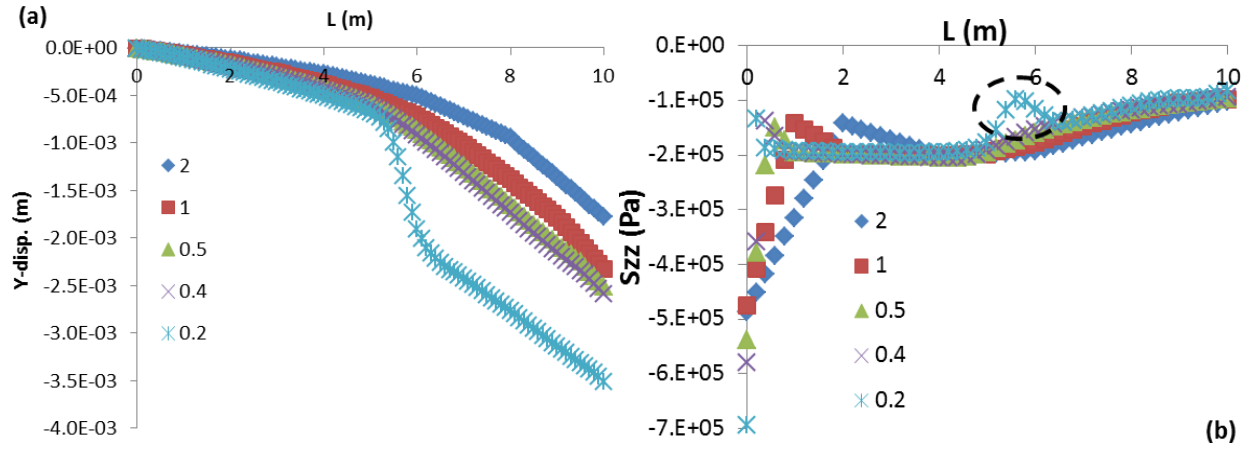 (a)
L (m)
0.0E+00
0 2 4 6 8 10
-5.0E-04
-1.0E-03
-1.5E-03
-2.0E-03
-2.5E-03
-3.0E-03
-3.5E-03
-4.0E-03
Y-disp. (m)
2
1
0.5
0.4
0.2
L (m)
0.E+00
0 2 4 6 8 10
-1.E+05
-2.E+05
-3.E+05
-4.E+05
-5.E+05
-6.E+05
-7.E+05
Szz (Pa)
2
1
0.5
0.4
0.2
(b)